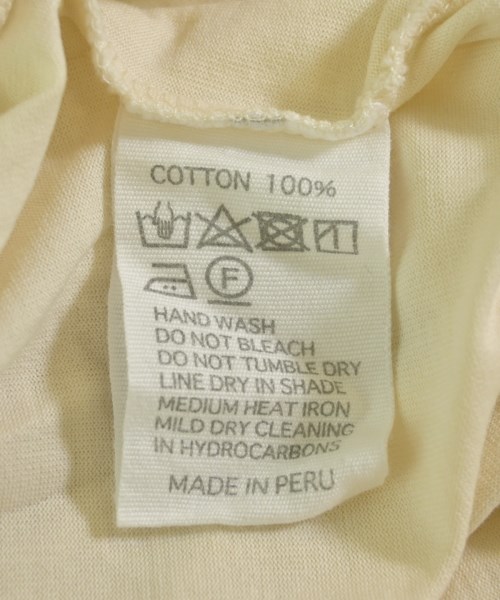 COTTON 100%
F
HAND WASH
DO NOT BLEACH
DO NOT TUMBLE DRY
LINE DRY IN SHADE
MEDIUM HEAT IRON
MILD DRY CLEANING
IN HYDROCARBONS
MADE IN PERU